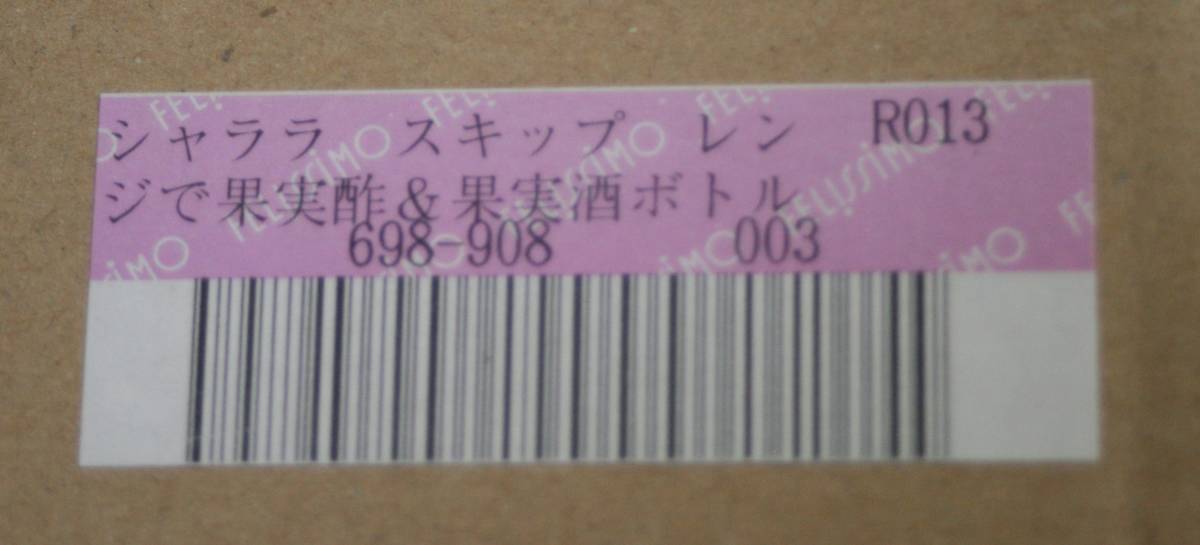 シャララ　スキップ　レン　R013
ジで果実酢＆果実酒ボトル
698-908　003
FELISSIMO